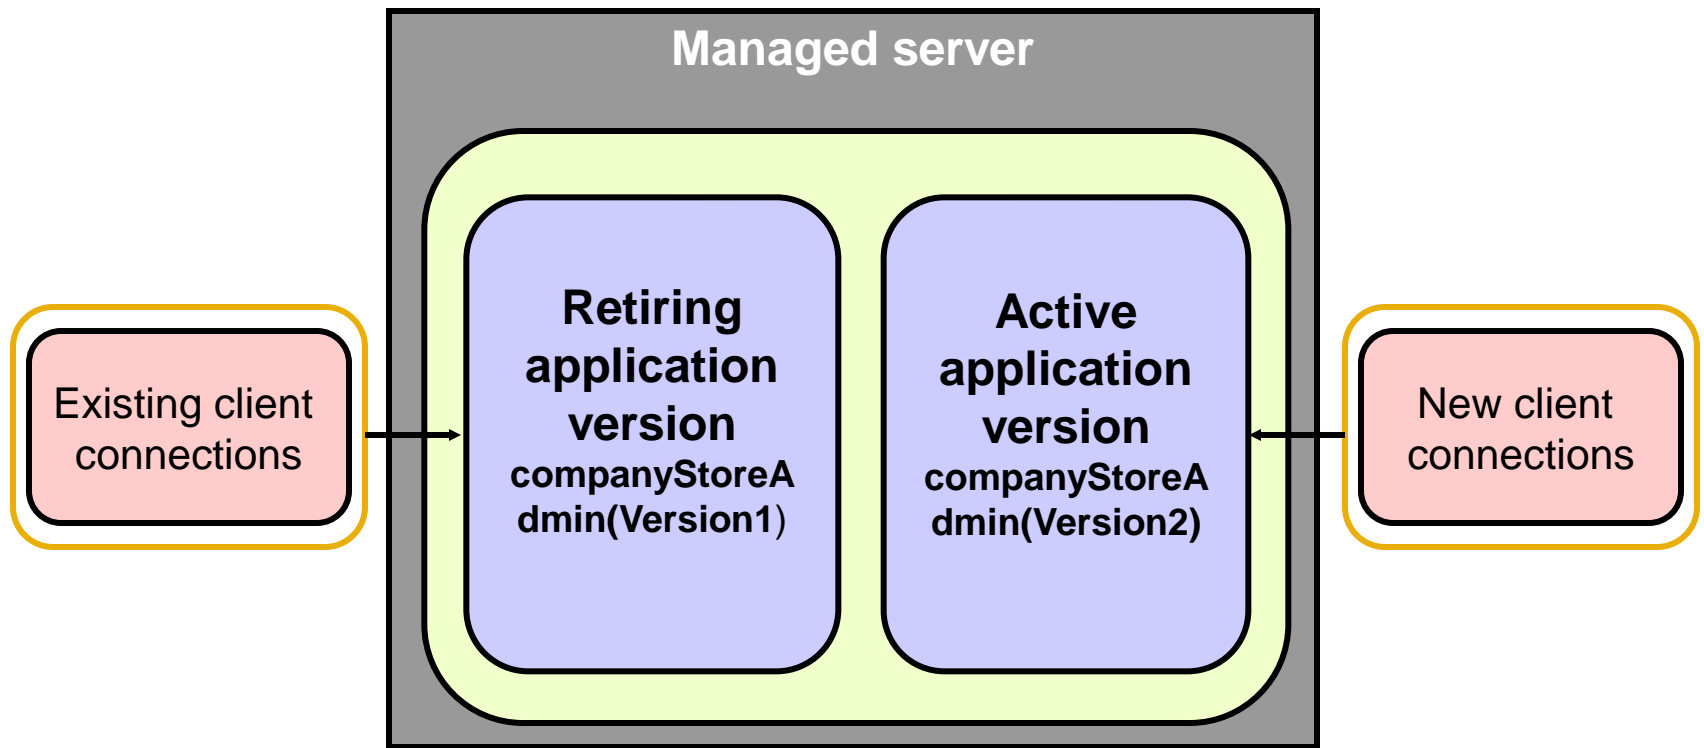 Managed server
Existing client
connections
Retiring
application
version
companyStoreA
dmin(Version1)
Active
application
version
companyStoreA
dmin(Version2)
New client
connections